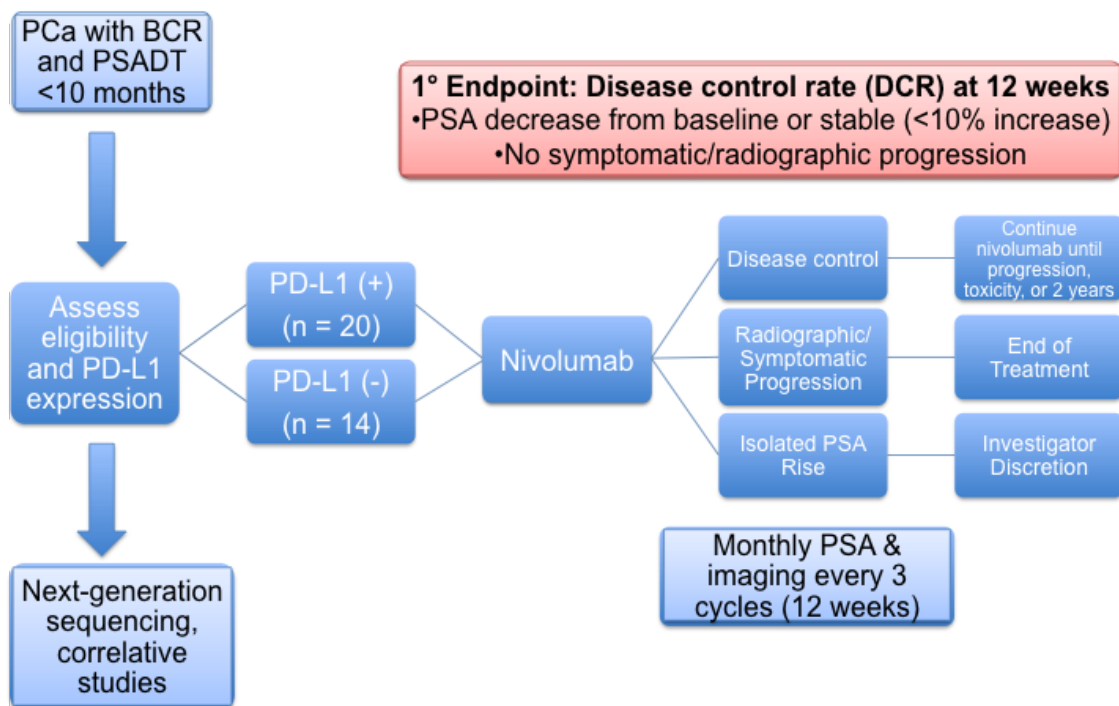 PCa with BCR
and PSADT
<10 months
1° Endpoint: Disease control rate (DCR) at 12 weeks
•PSA decrease from baseline or stable (<10% increase)
•No symptomatic/radiographic progression
Assess
eligibility
and PD-L1
expression
PD-L1 (+)
(n = 20)
PD-L1 (-)
(n = 14)
Nivolumab
Disease control
Continue
nivolumab until
progression,
toxicity, or 2 years
Radiographic/
Symptomatic
Progression
End of
Treatment
Isolated PSA
Rise
Investigator
Discretion
Monthly PSA &
imaging every 3
cycles (12 weeks)
Next-generation
sequencing,
correlative
studies